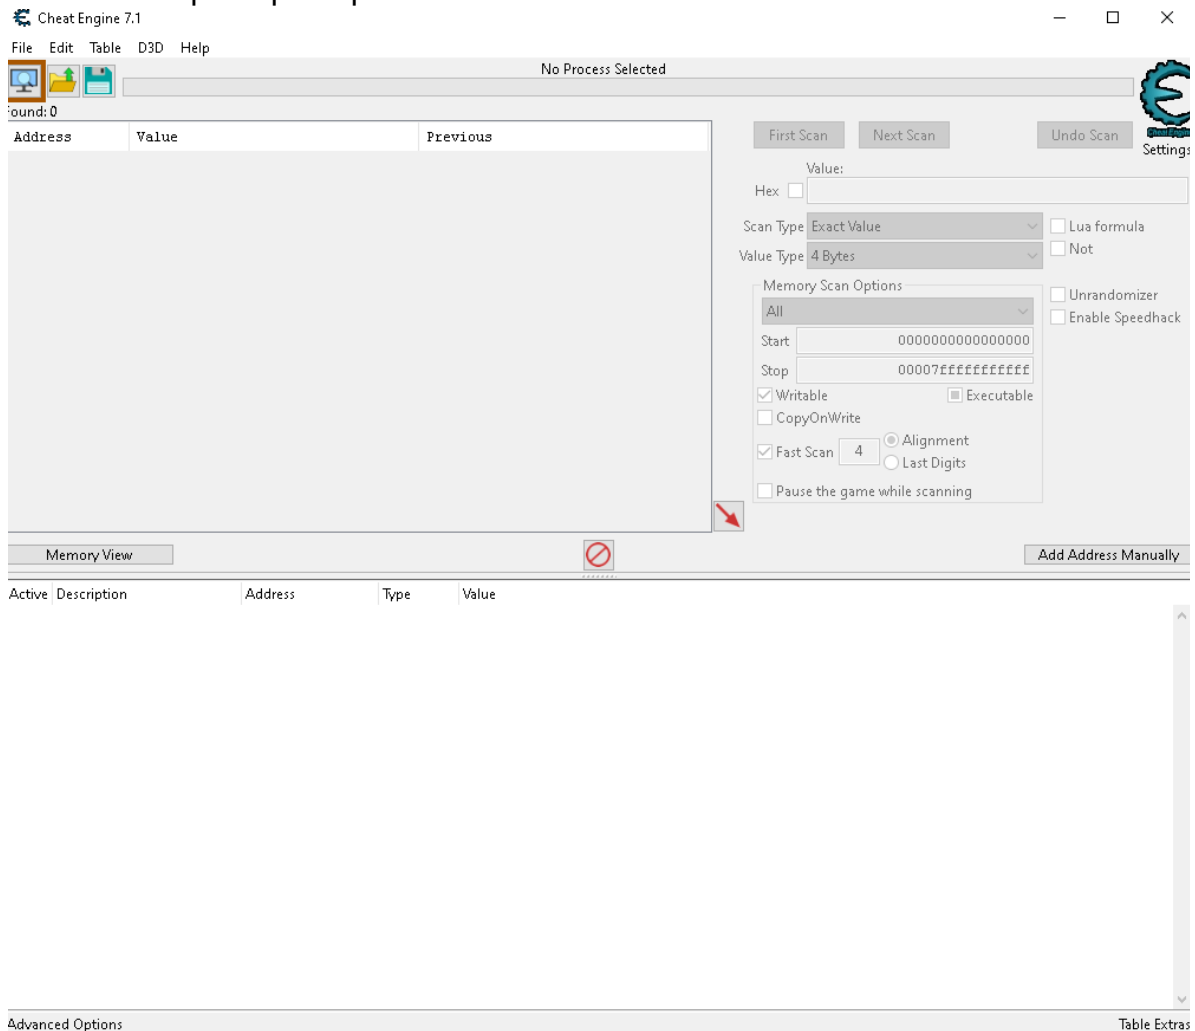 Cheat Engine 7.1
File Edit Table D3D Help
No Process Selected
Found: 0
Address Value Previous
First Scan Next Scan Undo Scan
Cheat Engine
Settings
Value:
Hex
Scan Type Exact Value Lua formula
Value Type 4 Bytes Not
Memory Scan Options
All Unrandomizer
Enable Speedhack
Start 0000000000000000
Stop 00007fffffffffff
Writable Executable
CopyOnWrite
Fast Scan 4 Alignment
Last Digits
Pause the game while scanning
Memory View Add Address Manually
Active Description Address Type Value
Advanced Options Table Extras